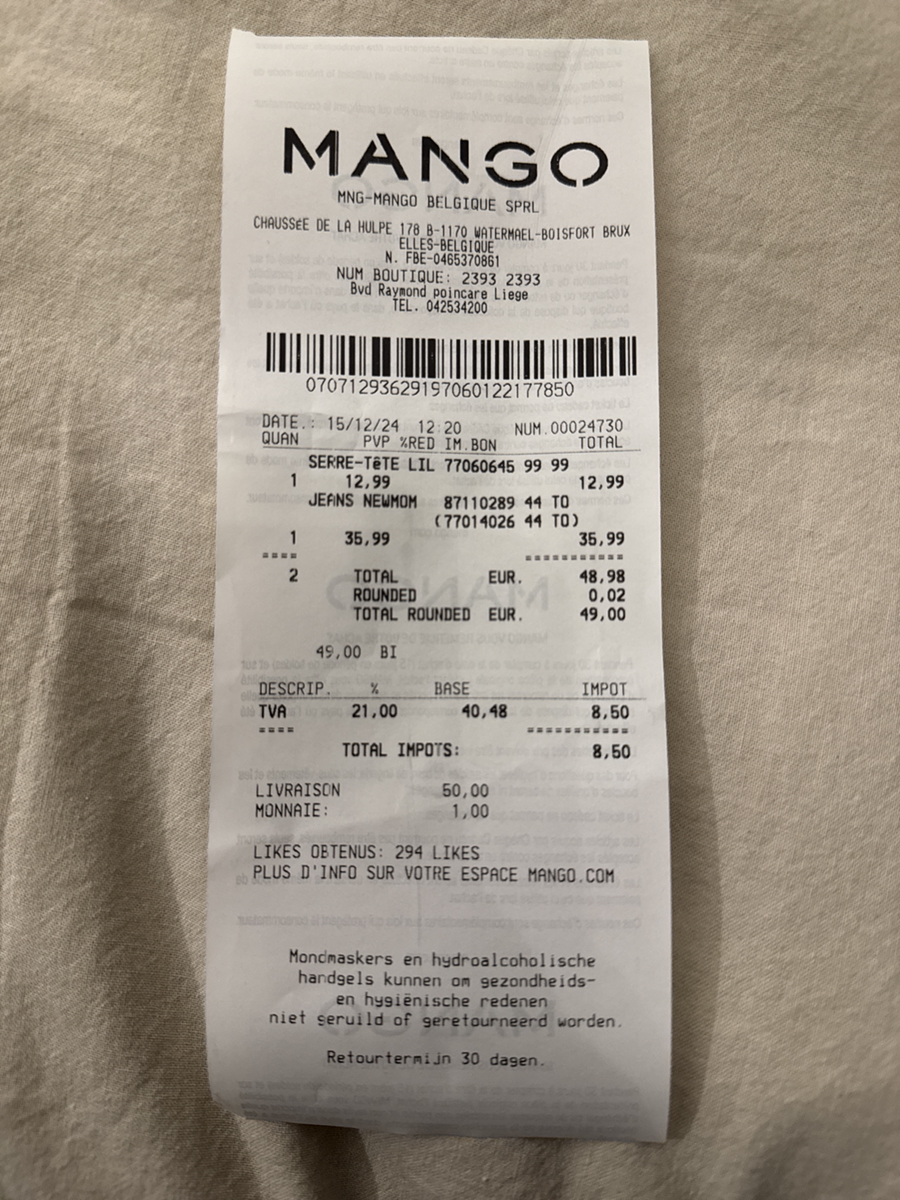 MANGO
MNG-MANGO BELGIQUE SPRL
CHAUSSéE DE LA HULPE 178 B-1170 WATERMAEL-BOISFORT BRUX
ELLES-BELGIQUE
N. FBE-0465370861
NUM BOUTIQUE: 2393 2393
Bvd Raymond poincare Liege
TEL. 042534200
07071293629197060122177850
DATE.: 15/12/24 12:20 NUM.00024730
QUAN PVP %RED IM.BON TOTAL
SERRE-TêTE LIL 77060645 99 99
1 12,99 12,99
JEANS NEWMOM 87110289 44 TO
(77014026 44 TO)
1 35,99 35,99
==== ===========
2 TOTAL EUR. 48,98
ROUNDED 0,02
TOTAL ROUNDED EUR. 49,00
49,00 BI
DESCRIP. % BASE IMPOT
TVA 21,00 40,48 8,50
==== ===========
TOTAL IMPOTS: 8,50
LIVRAISON 50,00
MONNAIE: 1,00
LIKES OBTENUS: 294 LIKES
PLUS D'INFO SUR VOTRE ESPACE MANGO.COM
Mondmaskers en hydroalcoholische
handgels kunnen om gezondheids-
en hygiënische redenen
niet geruild of geretourneerd worden.
Retourtermijn 30 dagen.